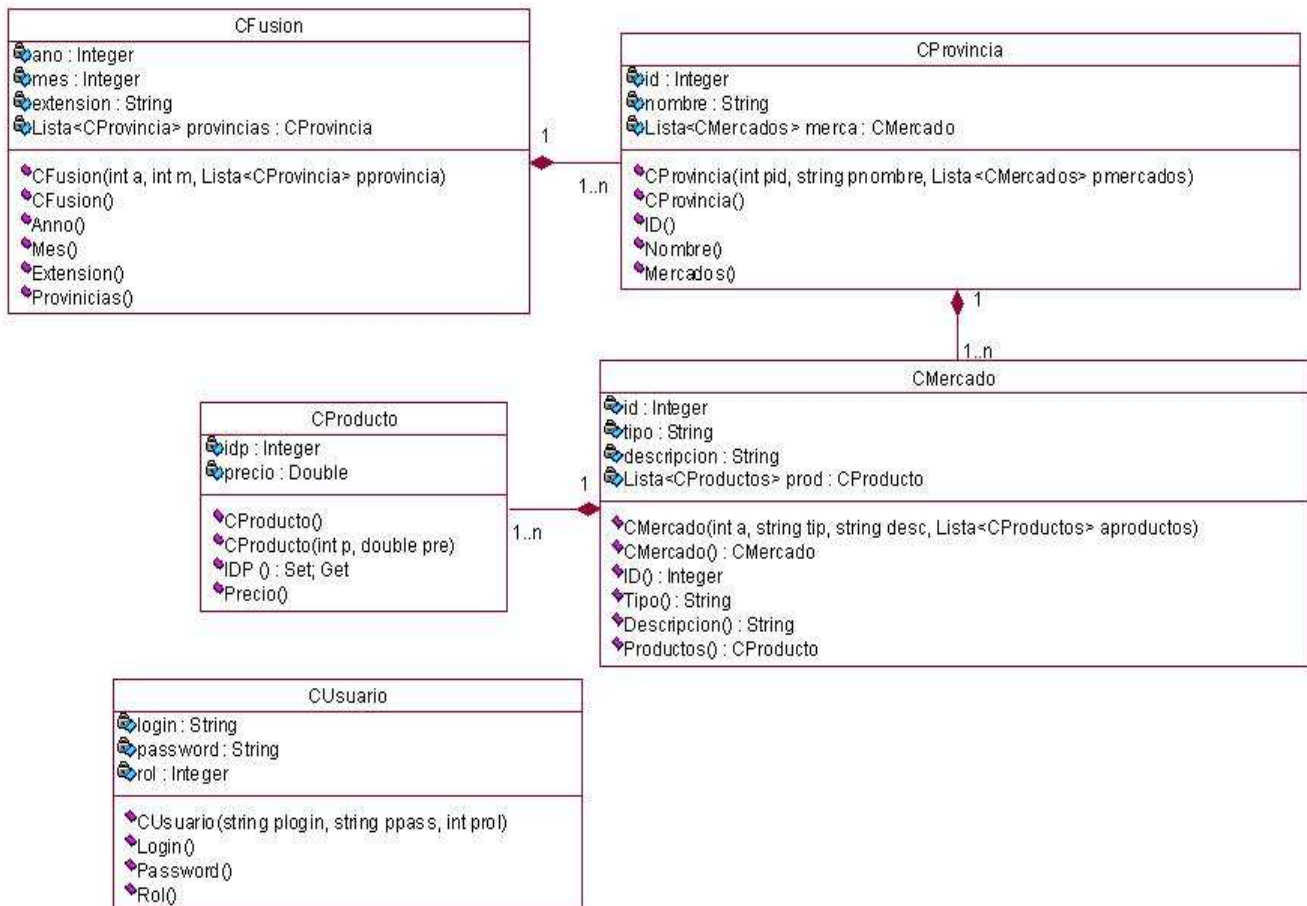 CFusion
ano : Integer
mes : Integer
extension : String
Lista<CProvincia> provincias : CProvincia
CFusion(int a, int m, Lista<CProvincia> pprovincia)
CFusion()
Anno()
Mes()
Extension()
Provinicias()
1
1..n
CProvincia
id : Integer
nombre : String
Lista<CMercados> merca : CMercado
CProvincia(int pid, string pnombre, Lista<CMercados> pmercados)
CProvincia()
ID()
Nombre()
Mercados()
1
1..n
CMercado
id : Integer
tipo : String
descripcion : String
Lista<CProductos> prod : CProducto
CMercado(int a, string tip, string desc, Lista<CProductos> aproductos)
CMercado() : CMercado
ID() : Integer
Tipo() : String
Descripcion() : String
Productos() : CProducto
1
1..n
CProducto
idp : Integer
precio : Double
CProducto()
CProducto(int p, double pre)
IDP () : Set; Get
Precio()
CUsuario
login : String
password : String
rol : Integer
CUsuario(string plogin, string ppass, int prol)
Login()
Password()
Rol()